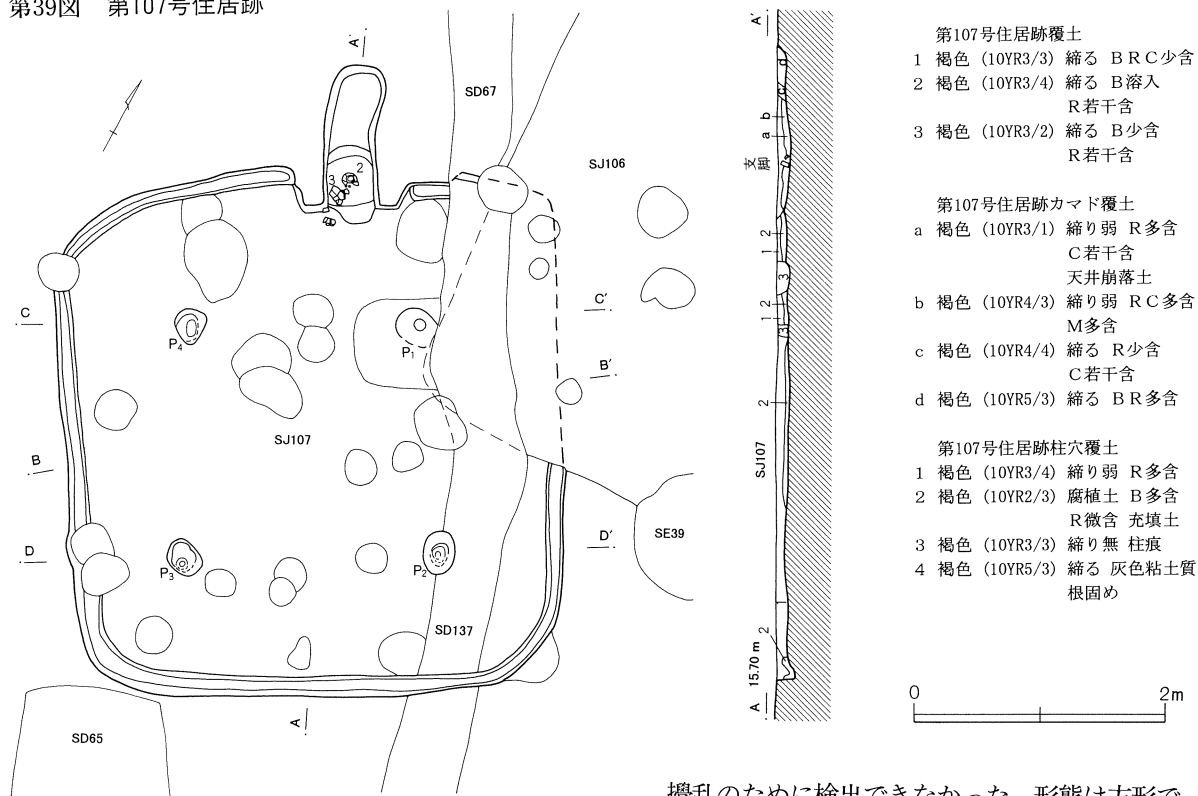 第39図 第107号住居跡
A′
SD67
SJ106
2
3
C
C′
P4
P1
B′
SJ107
B
SE39
D
D′
P3
P2
SD137
A
SD65
A′
d
c
b
a
支脚
2
1
2
1
3
2
1
3
2
SJ107
2
15.70 m
A
第107号住居跡覆土
1 褐色 (10YR3/3) 締る BRC少含
2 褐色 (10YR3/4) 締る B溶入
R若干含
3 褐色 (10YR3/2) 締る B少含
R若干含
第107号住居跡カマド覆土
a 褐色 (10YR3/1) 締り弱 R多含
C若干含
天井崩落土
b 褐色 (10YR4/3) 締り弱 RC多含
M多含
c 褐色 (10YR4/4) 締る R少含
C若干含
d 褐色 (10YR5/3) 締る BR多含
第107号住居跡柱穴覆土
1 褐色 (10YR3/4) 締り弱 R多含
2 褐色 (10YR2/3) 腐植土 B多含
R微含 充填土
3 褐色 (10YR3/3) 締り無 柱痕
4 褐色 (10YR5/3) 締る 灰色粘土質
根固め
0 2m
攪乱のために検出できなかった。形態は方形で